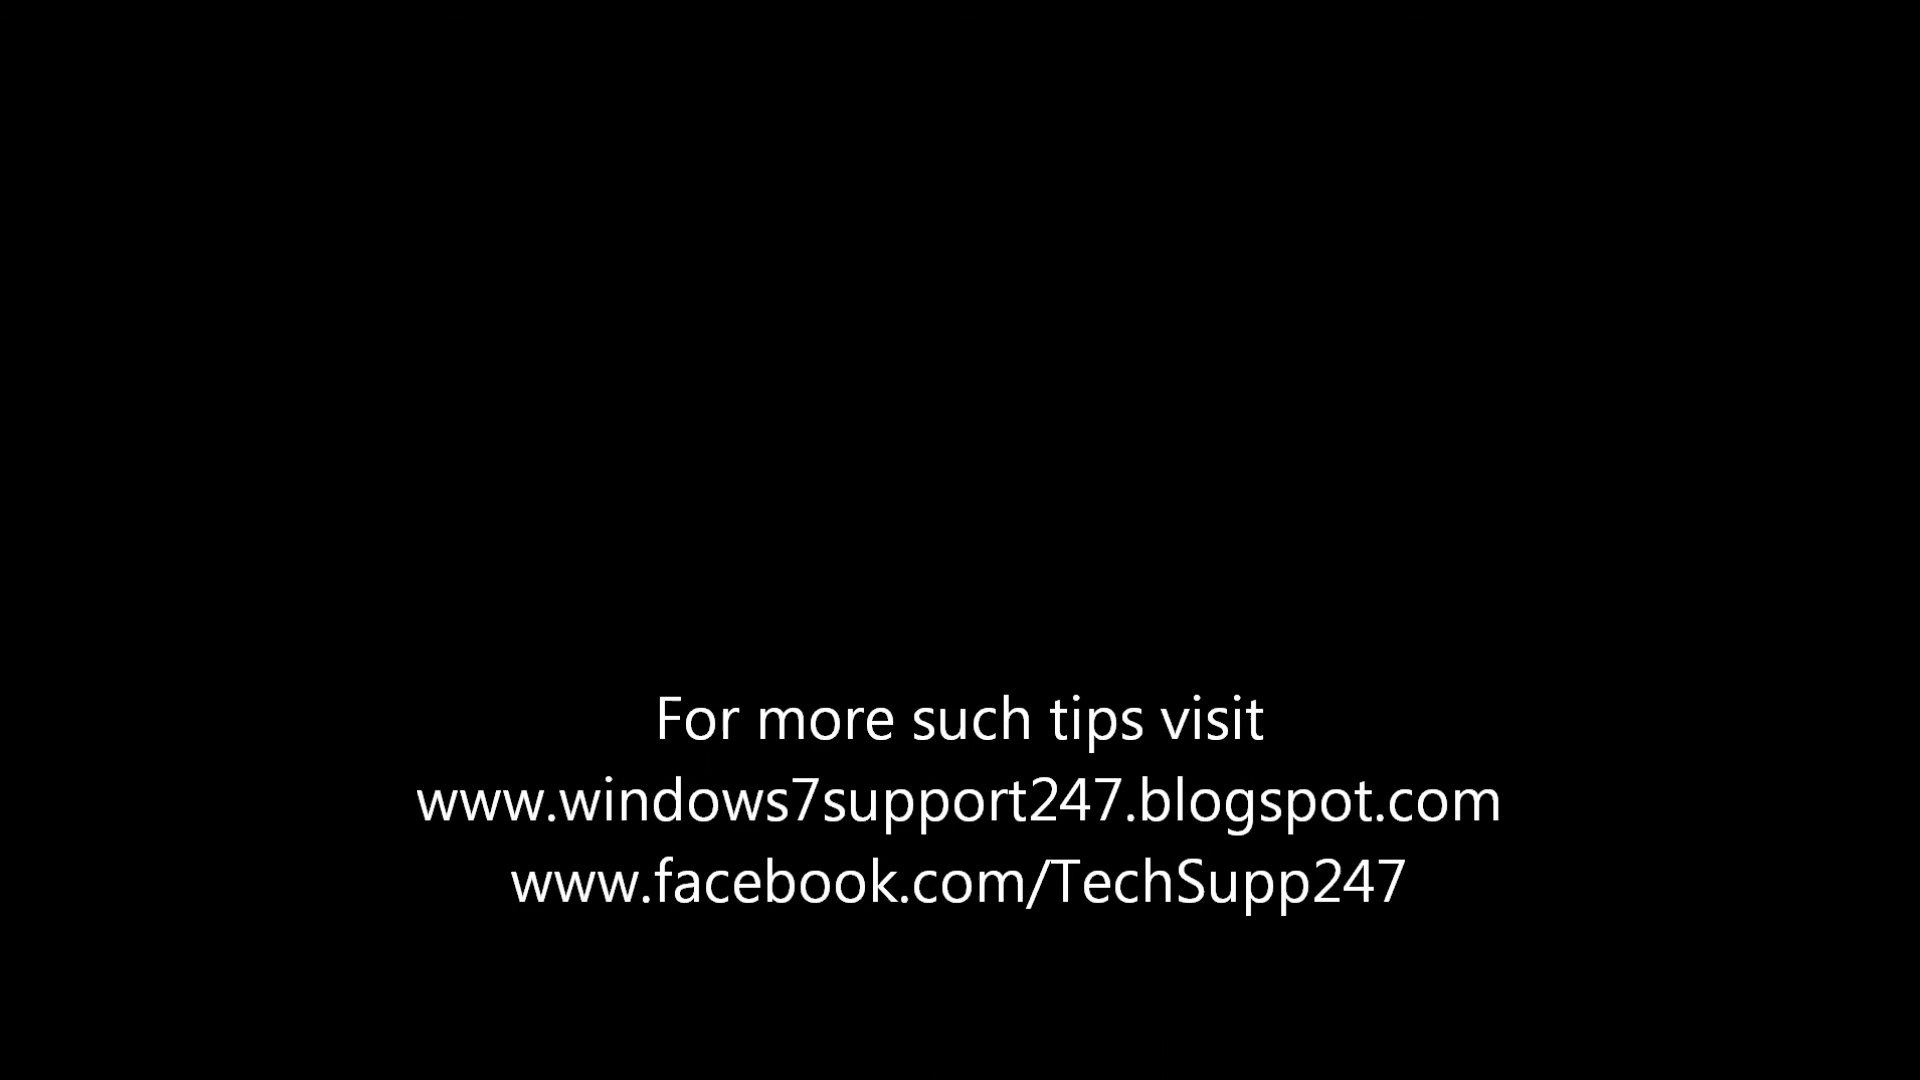 For more such tips visit
www.windows7support247.blogspot.com
www.facebook.com/TechSupp247